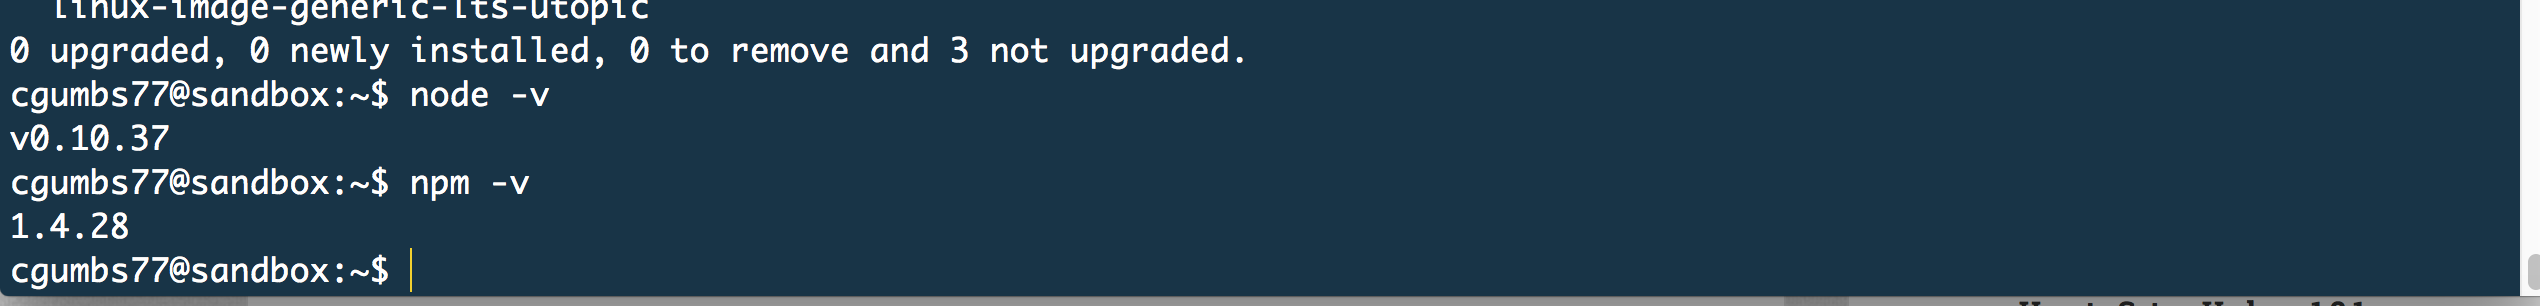 linux-image-generic-lts-utopic
0 upgraded, 0 newly installed, 0 to remove and 3 not upgraded.
cgumbs77@sandbox:~$ node -v
v0.10.37
cgumbs77@sandbox:~$ npm -v
1.4.28
cgumbs77@sandbox:~$